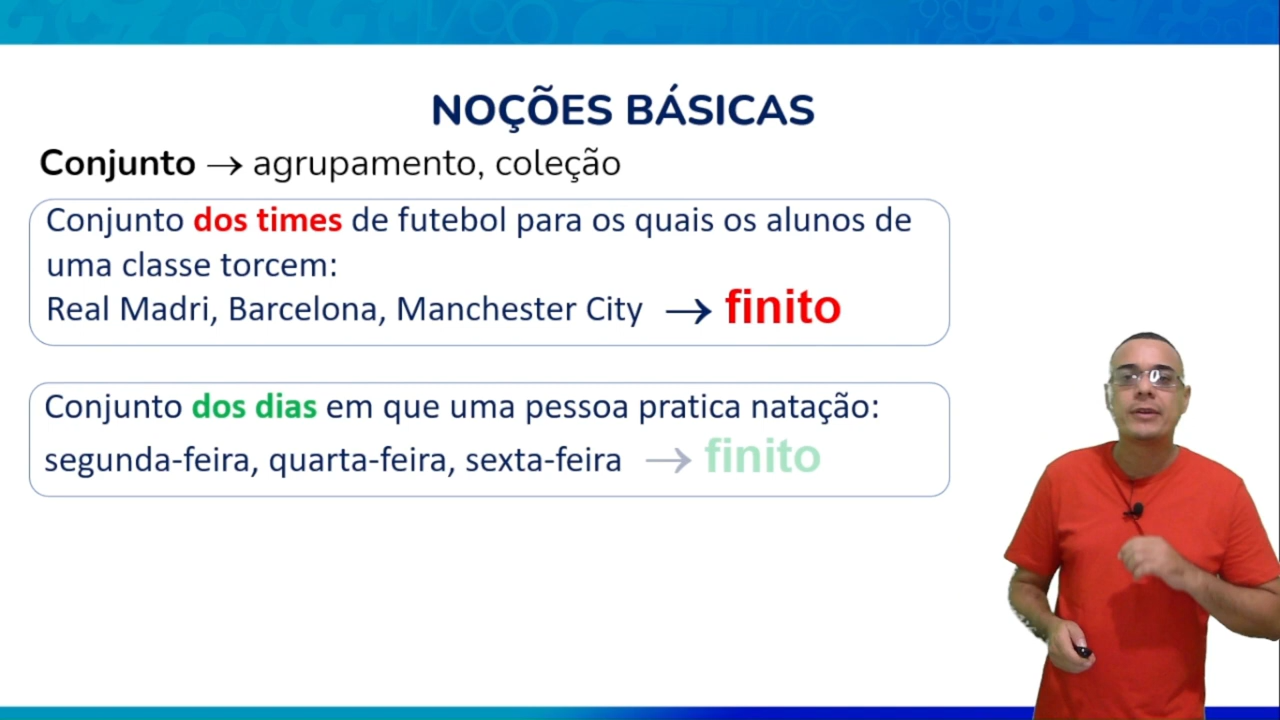 NOÇÕES BÁSICAS
Conjunto → agrupamento, coleção
Conjunto dos times de futebol para os quais os alunos de
uma classe torcem:
Real Madri, Barcelona, Manchester City → finito
Conjunto dos dias em que uma pessoa pratica natação:
segunda-feira, quarta-feira, sexta-feira → finito